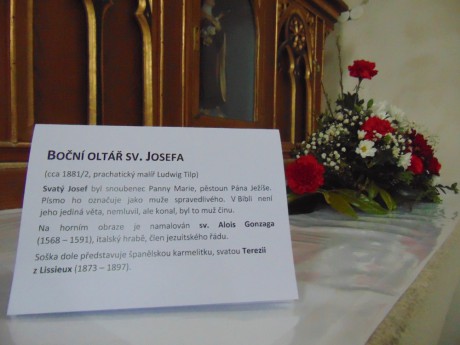 BOČNÍ OLTÁŘ SV. JOSEFA
(cca 1881/2, prachatický malíř Ludwig Tilp)
Svatý Josef byl snoubenec Panny Marie, pěstoun Pána Ježíše.
Písmo ho označuje jako muže spravedlivého. V Bibli není
jeho jediná věta, nemluvil, ale konal, byl to muž činu.
Na horním obraze je namalován sv. Alois Gonzaga
(1568 – 1591), italský hrabě, člen jezuitského řádu.
Soška dole představuje španělskou karmelitku, svatou Terezii
z Lissieux (1873 – 1897).